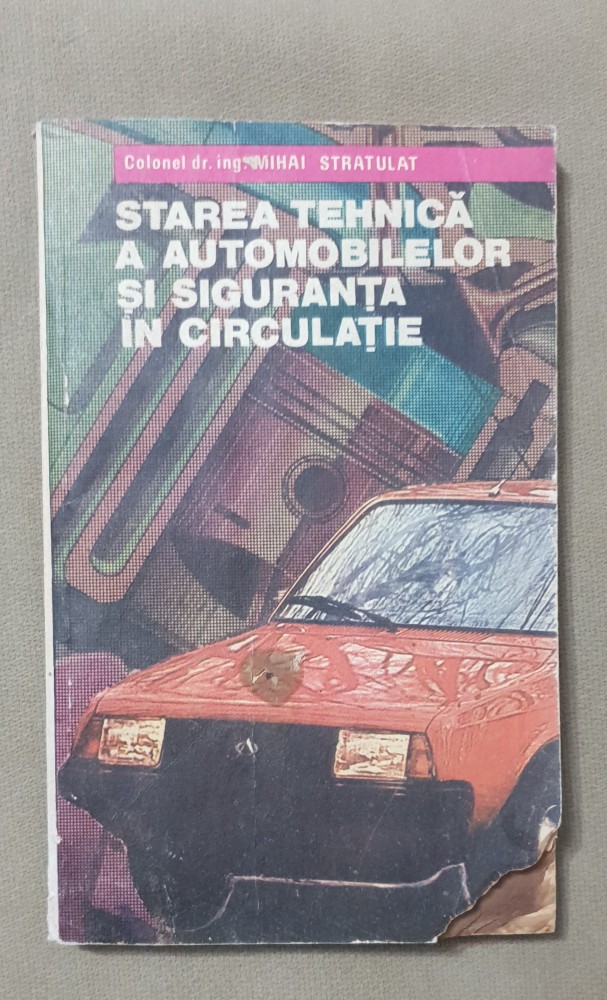 Colonel dr. ing. MIHAI STRATULAT
STAREA TEHNICĂ
A AUTOMOBILELOR
ȘI SIGURANȚA
ÎN CIRCULAȚIE